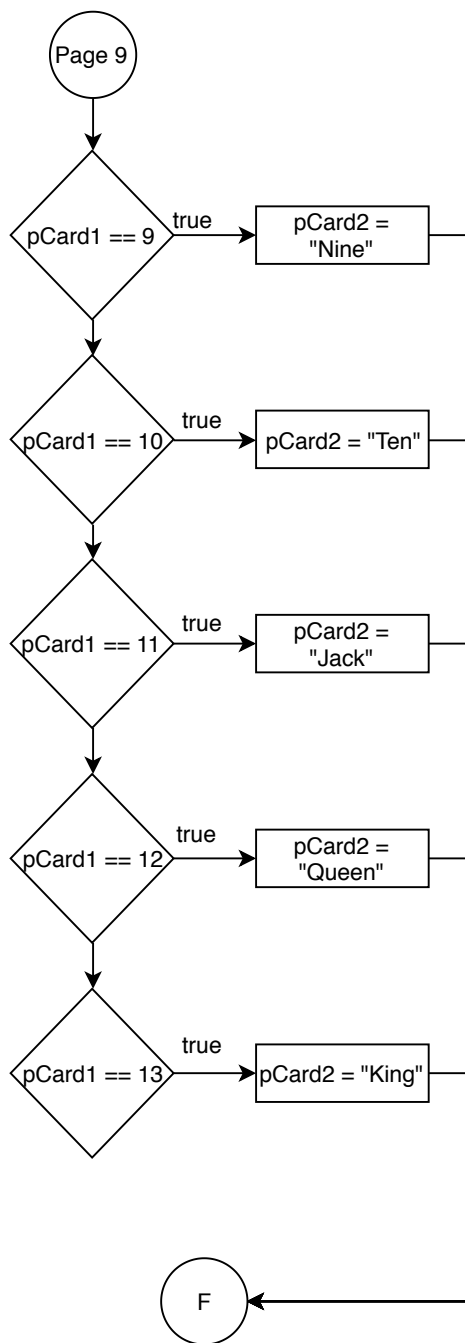 Page 9
pCard1 == 9
true
pCard2 =
"Nine"
pCard1 == 10
true
pCard2 = "Ten"
pCard1 == 11
true
pCard2 =
"Jack"
pCard1 == 12
true
pCard2 =
"Queen"
pCard1 == 13
true
pCard2 = "King"
F